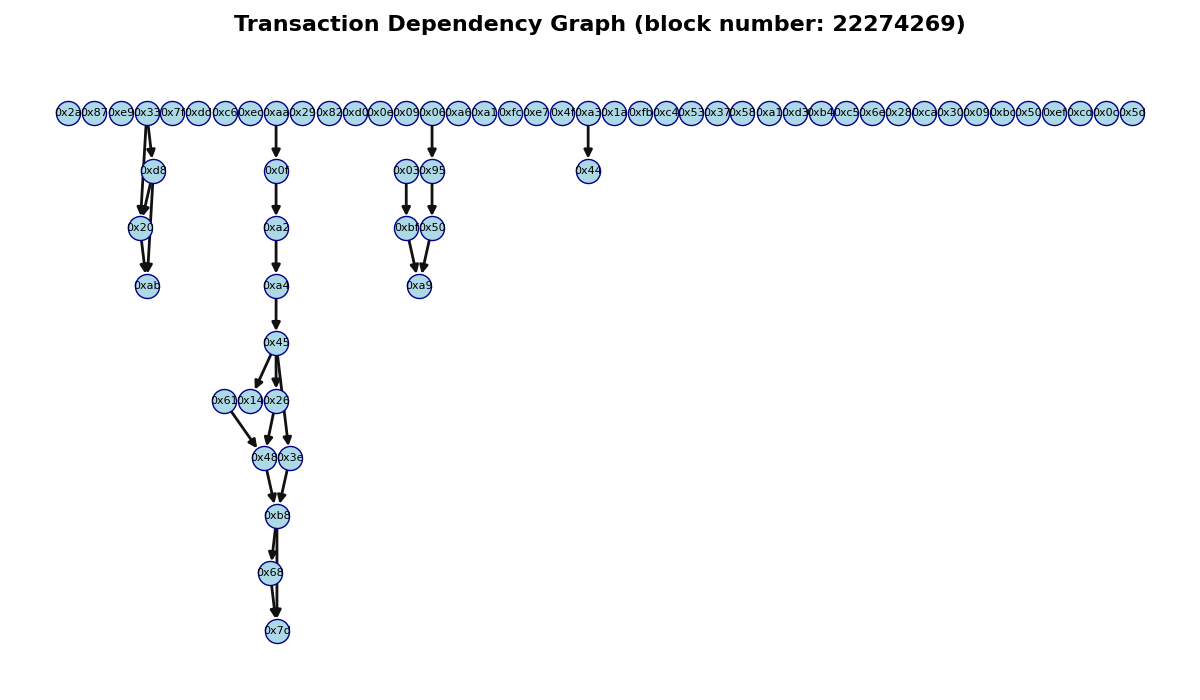 Transaction Dependency Graph (block number: 22274269)
0x2a 0x87 0xe9 0x33 0x7f 0xdd 0xc6 0xec 0xaa 0x29 0x82 0xd0 0x0e 0x09 0x06 0xa6 0xa1 0xfc 0xe7 0x4f 0xa3 0x1a 0xfb 0xc4 0x53 0x37 0x58 0xa1 0xd3 0xb4 0xc5 0x6e 0x28 0xca 0x30 0x09 0xbc 0x50 0xef 0xcd 0x0c 0x5c
0xd8 0x0f 0x03 0x95 0x44
0x20 0xa2 0xbf 0x50
0xab 0xa4 0xa9
0x45
0x61 0x14 0x26
0x48 0x3e
0xb8
0x68